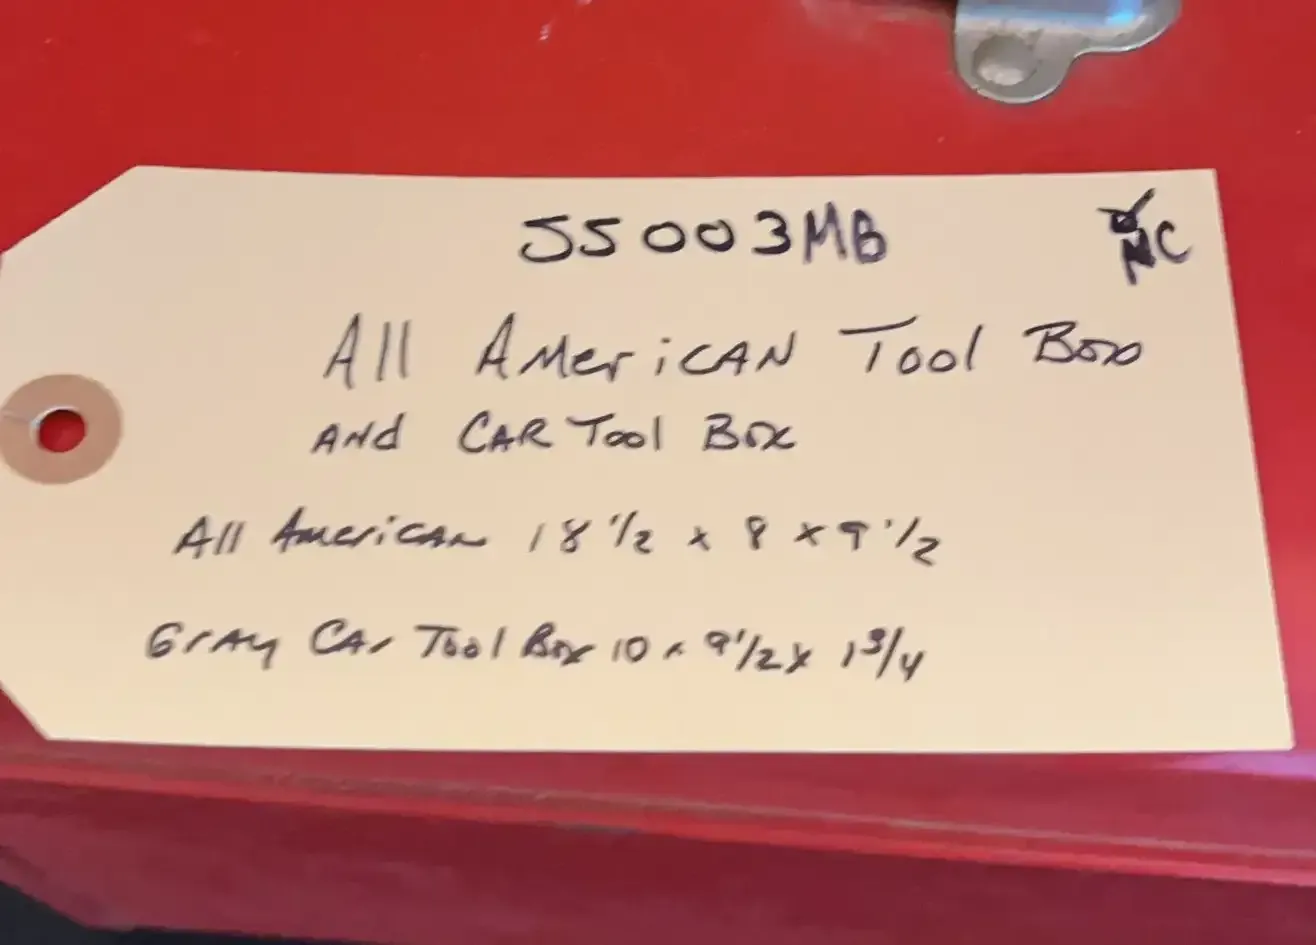 55003MB
NC
All American Tool Box
And Car Tool Box
All American 18 1/2 x 8 x 9 1/2
Gray Car Tool Box 10 x 9 1/2 x 1 3/4